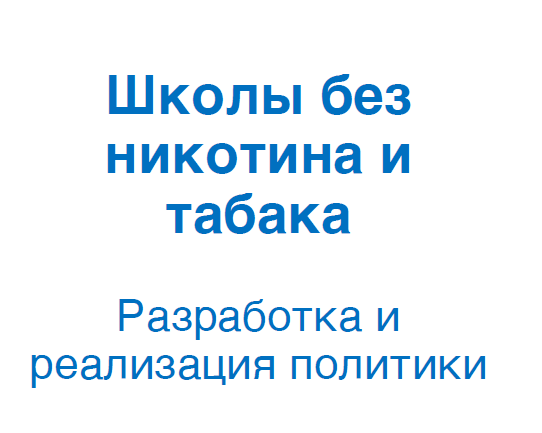 Школы без
никотина и
табака
Разработка и
реализация политики